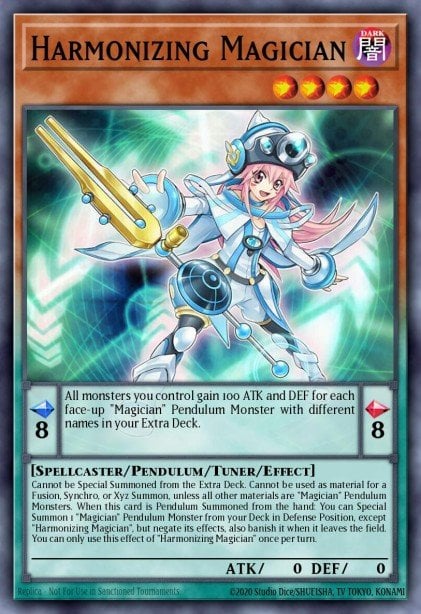 HARMONIZING MAGICIAN
DARK
闇
All monsters you control gain 100 ATK and DEF for each
face-up "Magician" Pendulum Monster with different
names in your Extra Deck.
8
8
[SPELLCASTER/PENDULUM/TUNER/EFFECT]
Cannot be Special Summoned from the Extra Deck. Cannot be used as material for a
Fusion, Synchro, or Xyz Summon, unless all other materials are "Magician" Pendulum
Monsters. When this card is Pendulum Summoned from the hand: You can Special
Summon 1 "Magician" Pendulum Monster from your Deck in Defense Position, except
"Harmonizing Magician", but negate its effects, also banish it when it leaves the field.
You can only use this effect of "Harmonizing Magician" once per turn.
ATK/ 0 DEF/ 0
Replica - Not For Use in Sanctioned Tournaments
©2020 Studio Dice/SHUEISHA, TV TOKYO, KONAMI